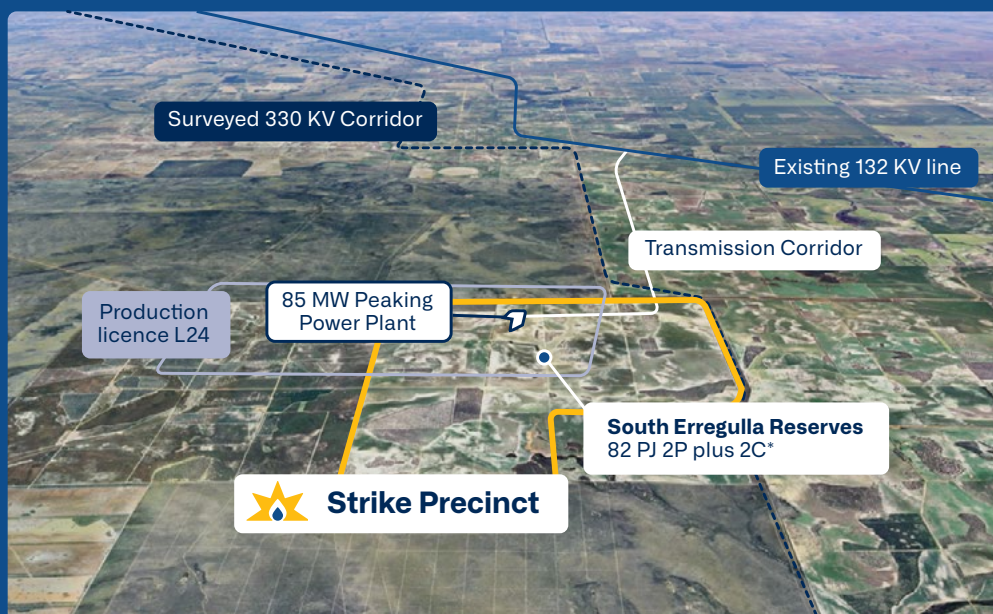 Surveyed 330 KV Corridor
Existing 132 KV line
Transmission Corridor
Production
licence L24
85 MW Peaking
Power Plant
South Erregulla Reserves
82 PJ 2P plus 2C*
Strike Precinct